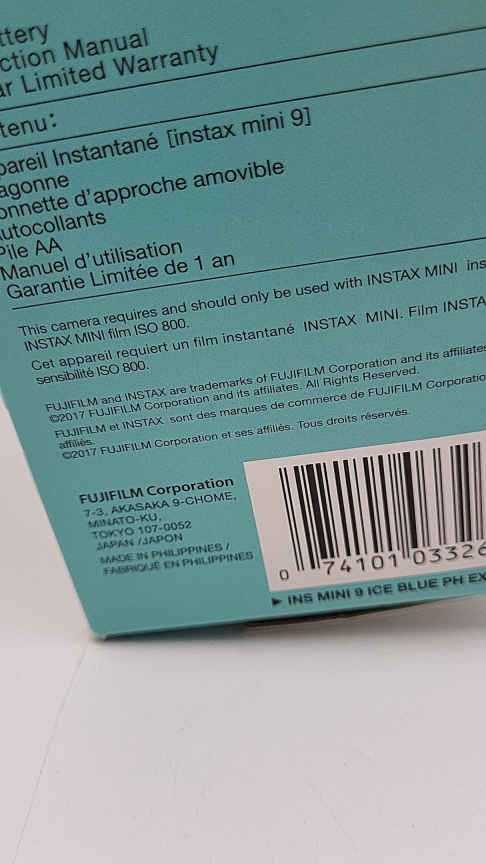 ttery
ction Manual
ar Limited Warranty
tenu:
pareil Instantané [instax mini 9]
agonne
onnette d'approche amovible
utocollants
Pile AA
Manuel d'utilisation
Garantie Limitée de 1 an
This camera requires and should only be used with INSTAX MINI ins
INSTAX MINI film ISO 800.
Cet appareil requiert un film instantané INSTAX MINI. Film INSTA
sensibilité ISO 800.
FUJIFILM and INSTAX are trademarks of FUJIFILM Corporation and its affiliates
©2017 FUJIFILM Corporation and its affiliates. All Rights Reserved.
FUJIFILM et INSTAX sont des marques de commerce de FUJIFILM Corporatio
affiliés.
©2017 FUJIFILM Corporation et ses affiliés. Tous droits réservés.
FUJIFILM Corporation
7-3, AKASAKA 9-CHOME,
MINATO-KU,
TOKYO 107-0052
JAPAN /JAPON
MADE IN PHILIPPINES /
FABRIQUÉ EN PHILIPPINES
0 74101 03326
▶ INS MINI 9 ICE BLUE PH EX